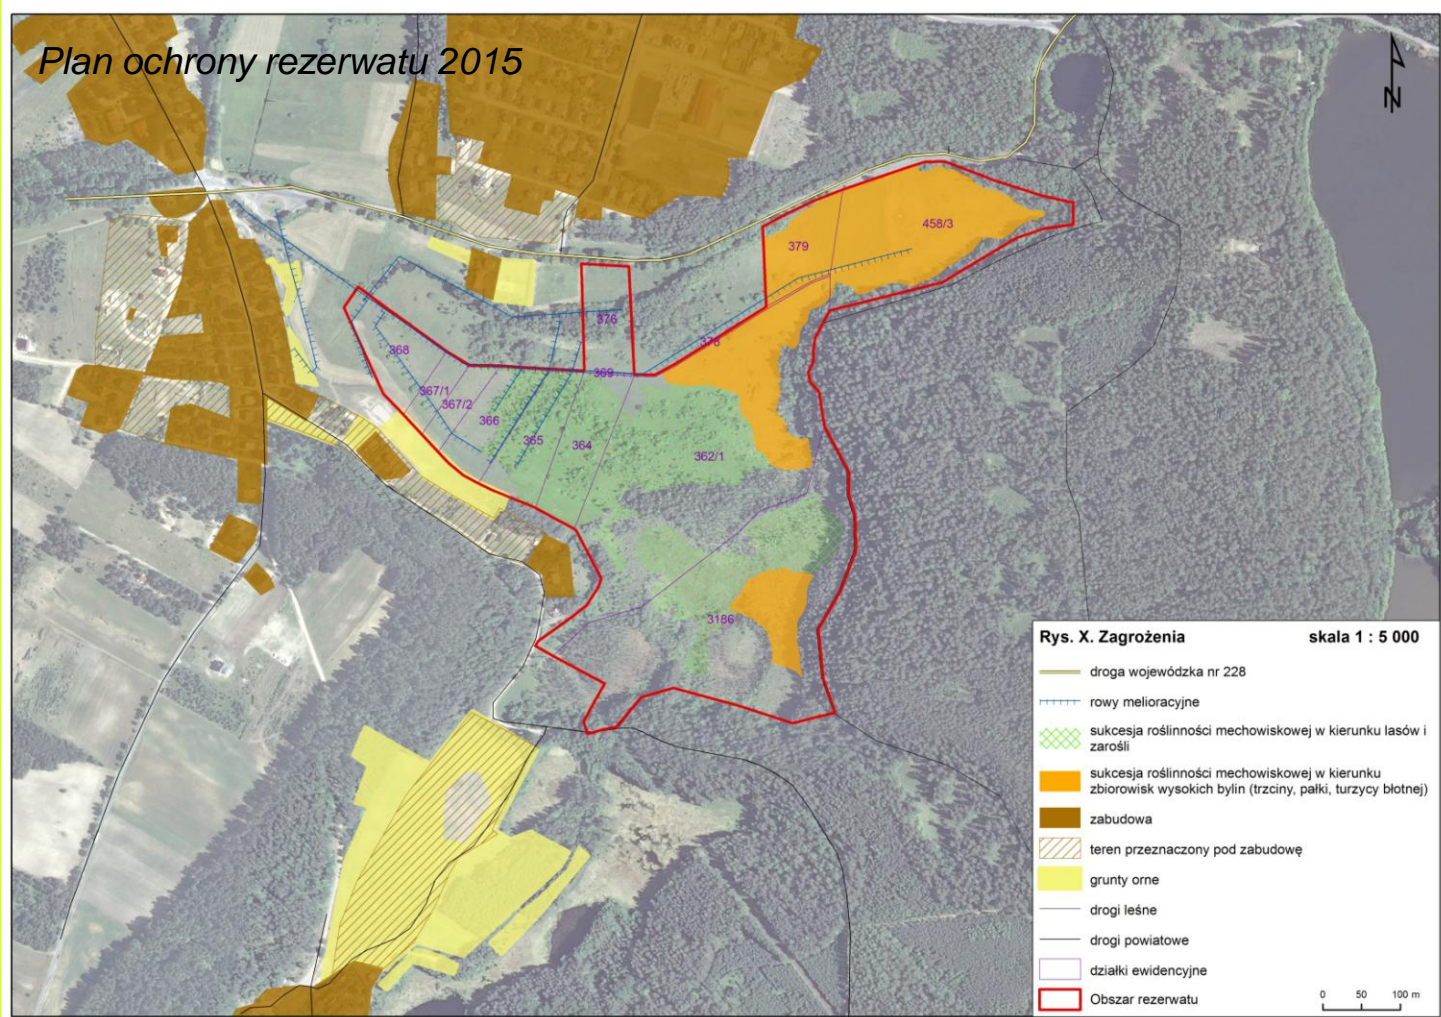 Plan ochrony rezerwatu 2015
N
458/3
379
376
378
368
369
367/1
367/2
366
365
364
362/1
3186
Rys. X. Zagrożenia skala 1 : 5 000
droga wojewódzka nr 228
rowy melioracyjne
sukcesja roślinności mechowiskowej w kierunku lasów i
zarośli
sukcesja roślinności mechowiskowej w kierunku
zbiorowisk wysokich bylin (trzciny, pałki, turzycy błotnej)
zabudowa
teren przeznaczony pod zabudowę
grunty orne
drogi leśne
drogi powiatowe
działki ewidencyjne
Obszar rezerwatu
0 50 100 m